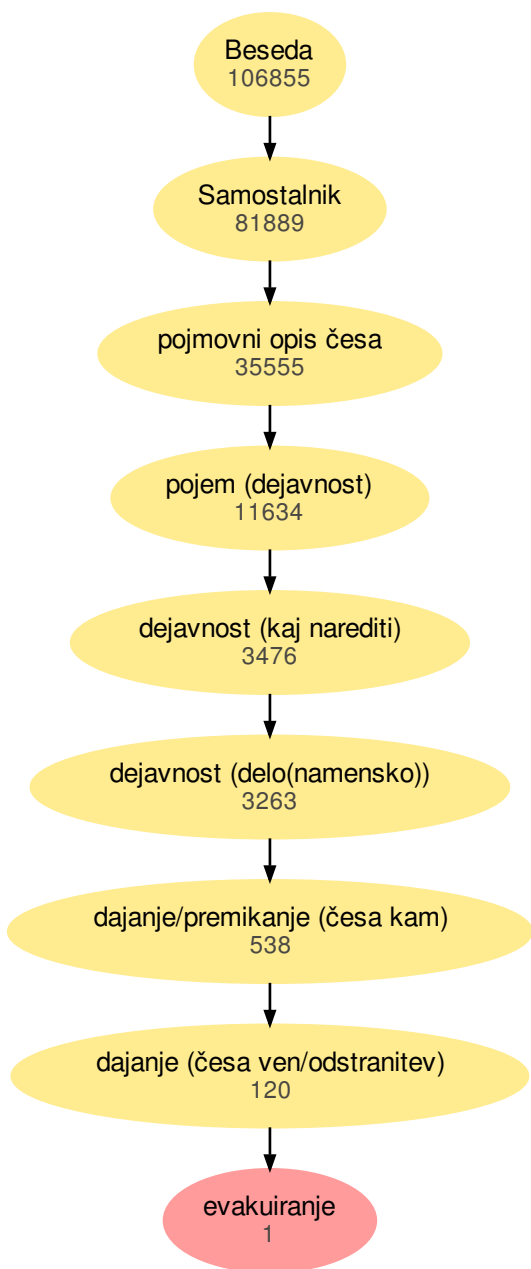 Beseda
106855
Samostalnik
81889
pojmovni opis česa
35555
pojem (dejavnost)
11634
dejavnost (kaj narediti)
3476
dejavnost (delo(namensko))
3263
dajanje/premikanje (česa kam)
538
dajanje (česa ven/odstranitev)
120
evakuiranje
1